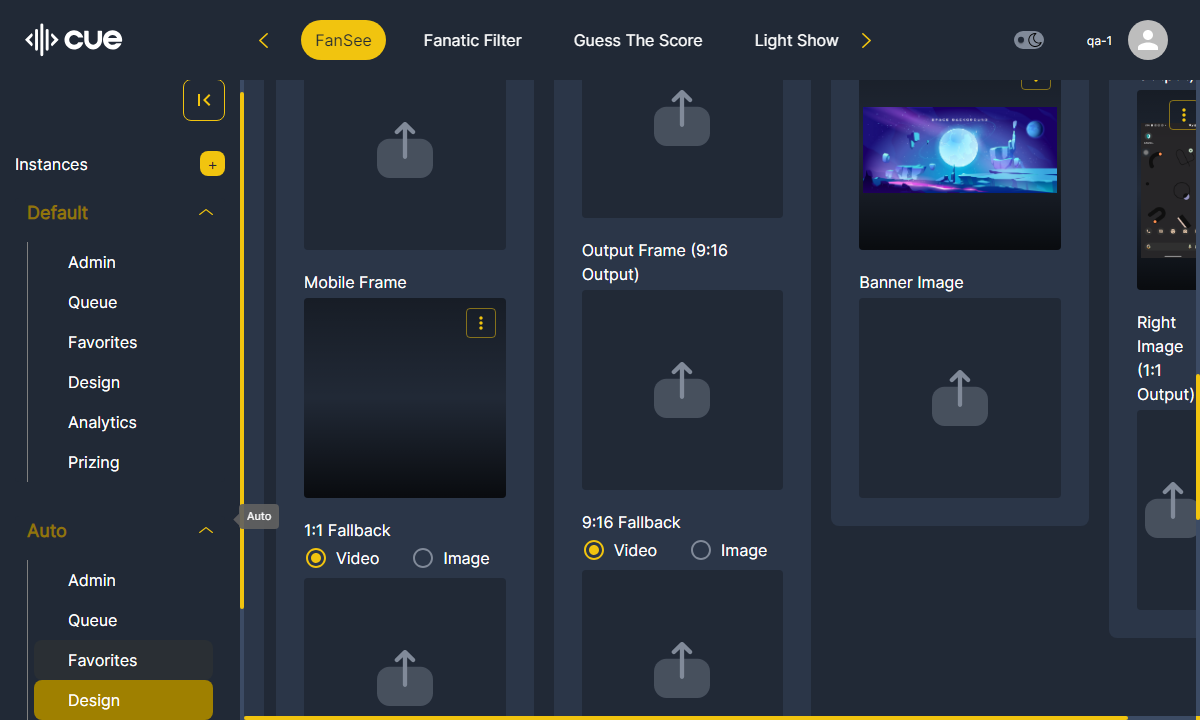 cue
FanSee
Fanatic Filter
Guess The Score
Light Show
qa-1
Instances
+
Default
Admin
Queue
Favorites
Design
Analytics
Prizing
Auto
Admin
Queue
Favorites
Design
Auto
Mobile Frame
1:1 Fallback
Video
Image
Output Frame (9:16
Output)
9:16 Fallback
Video
Image
SPACE BACKGROUND
Banner Image
Right
Image
(1:1
Output)